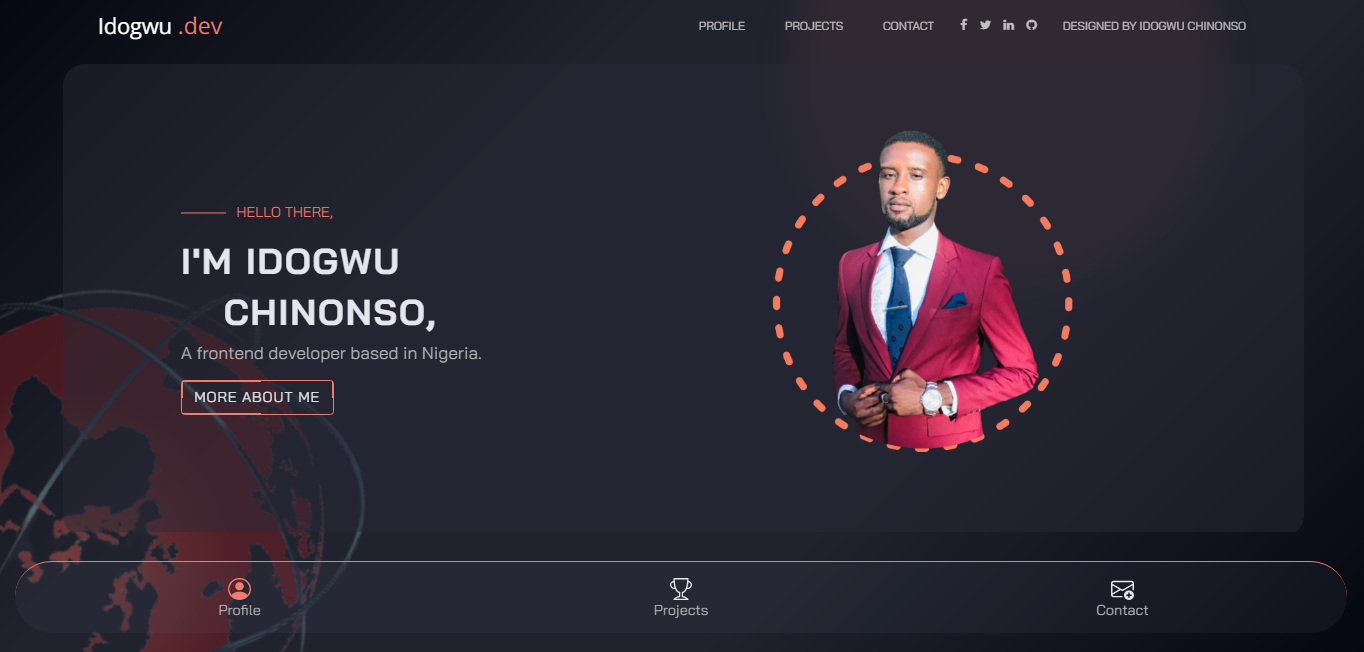 Idogwu .dev
PROFILE PROJECTS CONTACT DESIGNED BY IDOGWU CHINONSO
HELLO THERE,
I'M IDOGWU
CHINONSO,
A frontend developer based in Nigeria.
MORE ABOUT ME
Profile Projects Contact